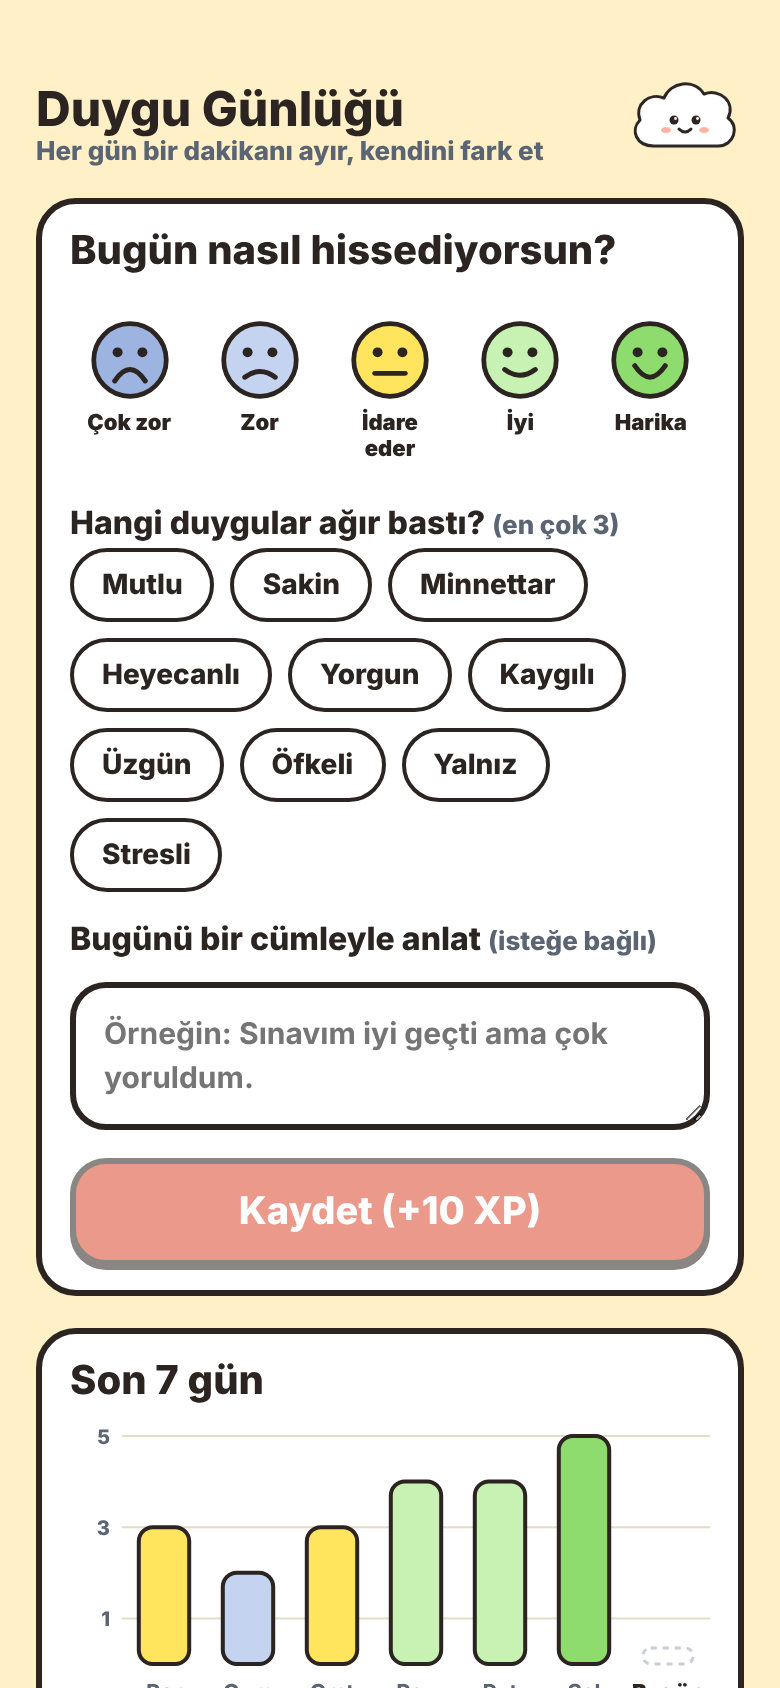 Duygu Günlüğü
Her gün bir dakikanı ayır, kendini fark et
Bugün nasıl hissediyorsun?
Çok zor
Zor
İdare
eder
İyi
Harika
Hangi duygular ağır bastı? (en çok 3)
Mutlu
Sakin
Minnettar
Heyecanlı
Yorgun
Kaygılı
Üzgün
Öfkeli
Yalnız
Stresli
Bugünü bir cümleyle anlat (isteğe bağlı)
Örneğin: Sınavım iyi geçti ama çok
yoruldum.
Kaydet (+10 XP)
Son 7 gün
5
3
1